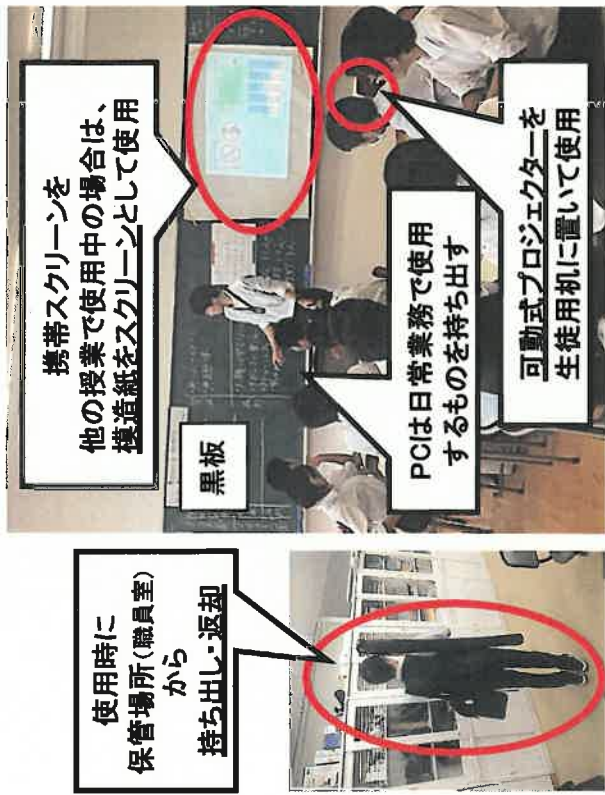 使用時に
保管場所(職員室)
から
持ち出し・返却
携帯スクリーンを
他の授業で使用中の場合は、
模造紙をスクリーンとして使用
黒板
PCは日常業務で使用
するものを持ち出す
可動式プロジェクターを
生徒用机に置いて使用